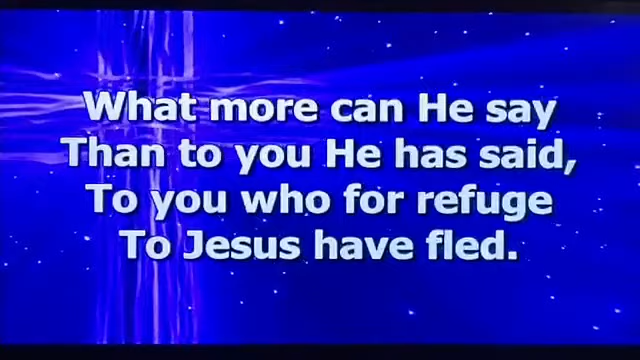 What more can He say
Than to you He has said,
To you who for refuge
To Jesus have fled.